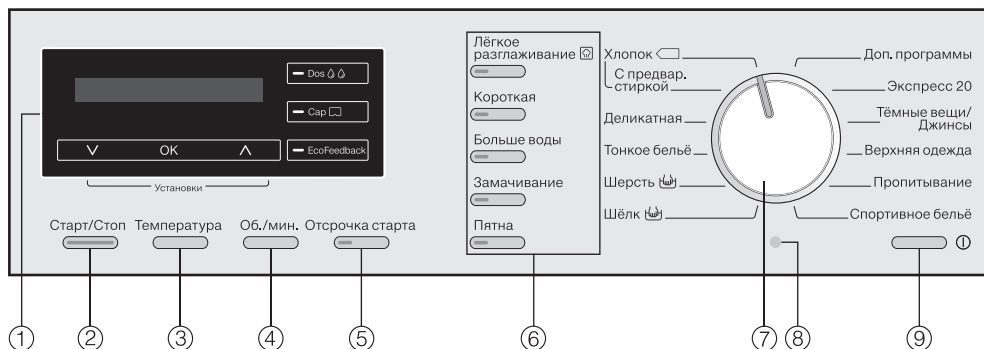 Dos
Cap
EcoFeedback
OK
Установки
Старт/Стоп
Температура
Об./мин.
Отсрочка старта
Лёгкое
разглаживание
Короткая
Больше воды
Замачивание
Пятна
Хлопок
С предвар.
стиркой
Деликатная
Тонкое бельё
Шерсть
Шёлк
Доп. программы
Экспресс 20
Тёмные вещи/
Джинсы
Верхняя одежда
Пропитывание
Спортивное бельё
1
2
3
4
5
6
7
8
9